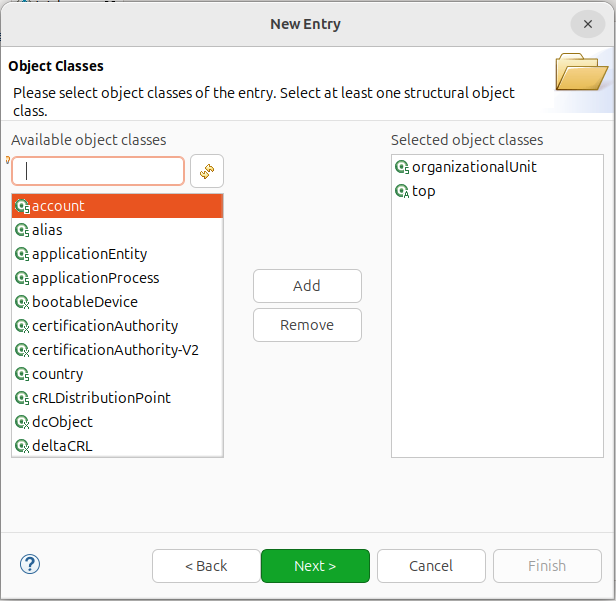 New Entry
Object Classes
Please select object classes of the entry. Select at least one structural object
class.
Available object classes
account
alias
applicationEntity
applicationProcess
bootableDevice
certificationAuthority
certificationAuthority-V2
country
cRLDistributionPoint
dcObject
deltaCRL
Add
Remove
Selected object classes
organizationalUnit
top
< Back
Next >
Cancel
Finish